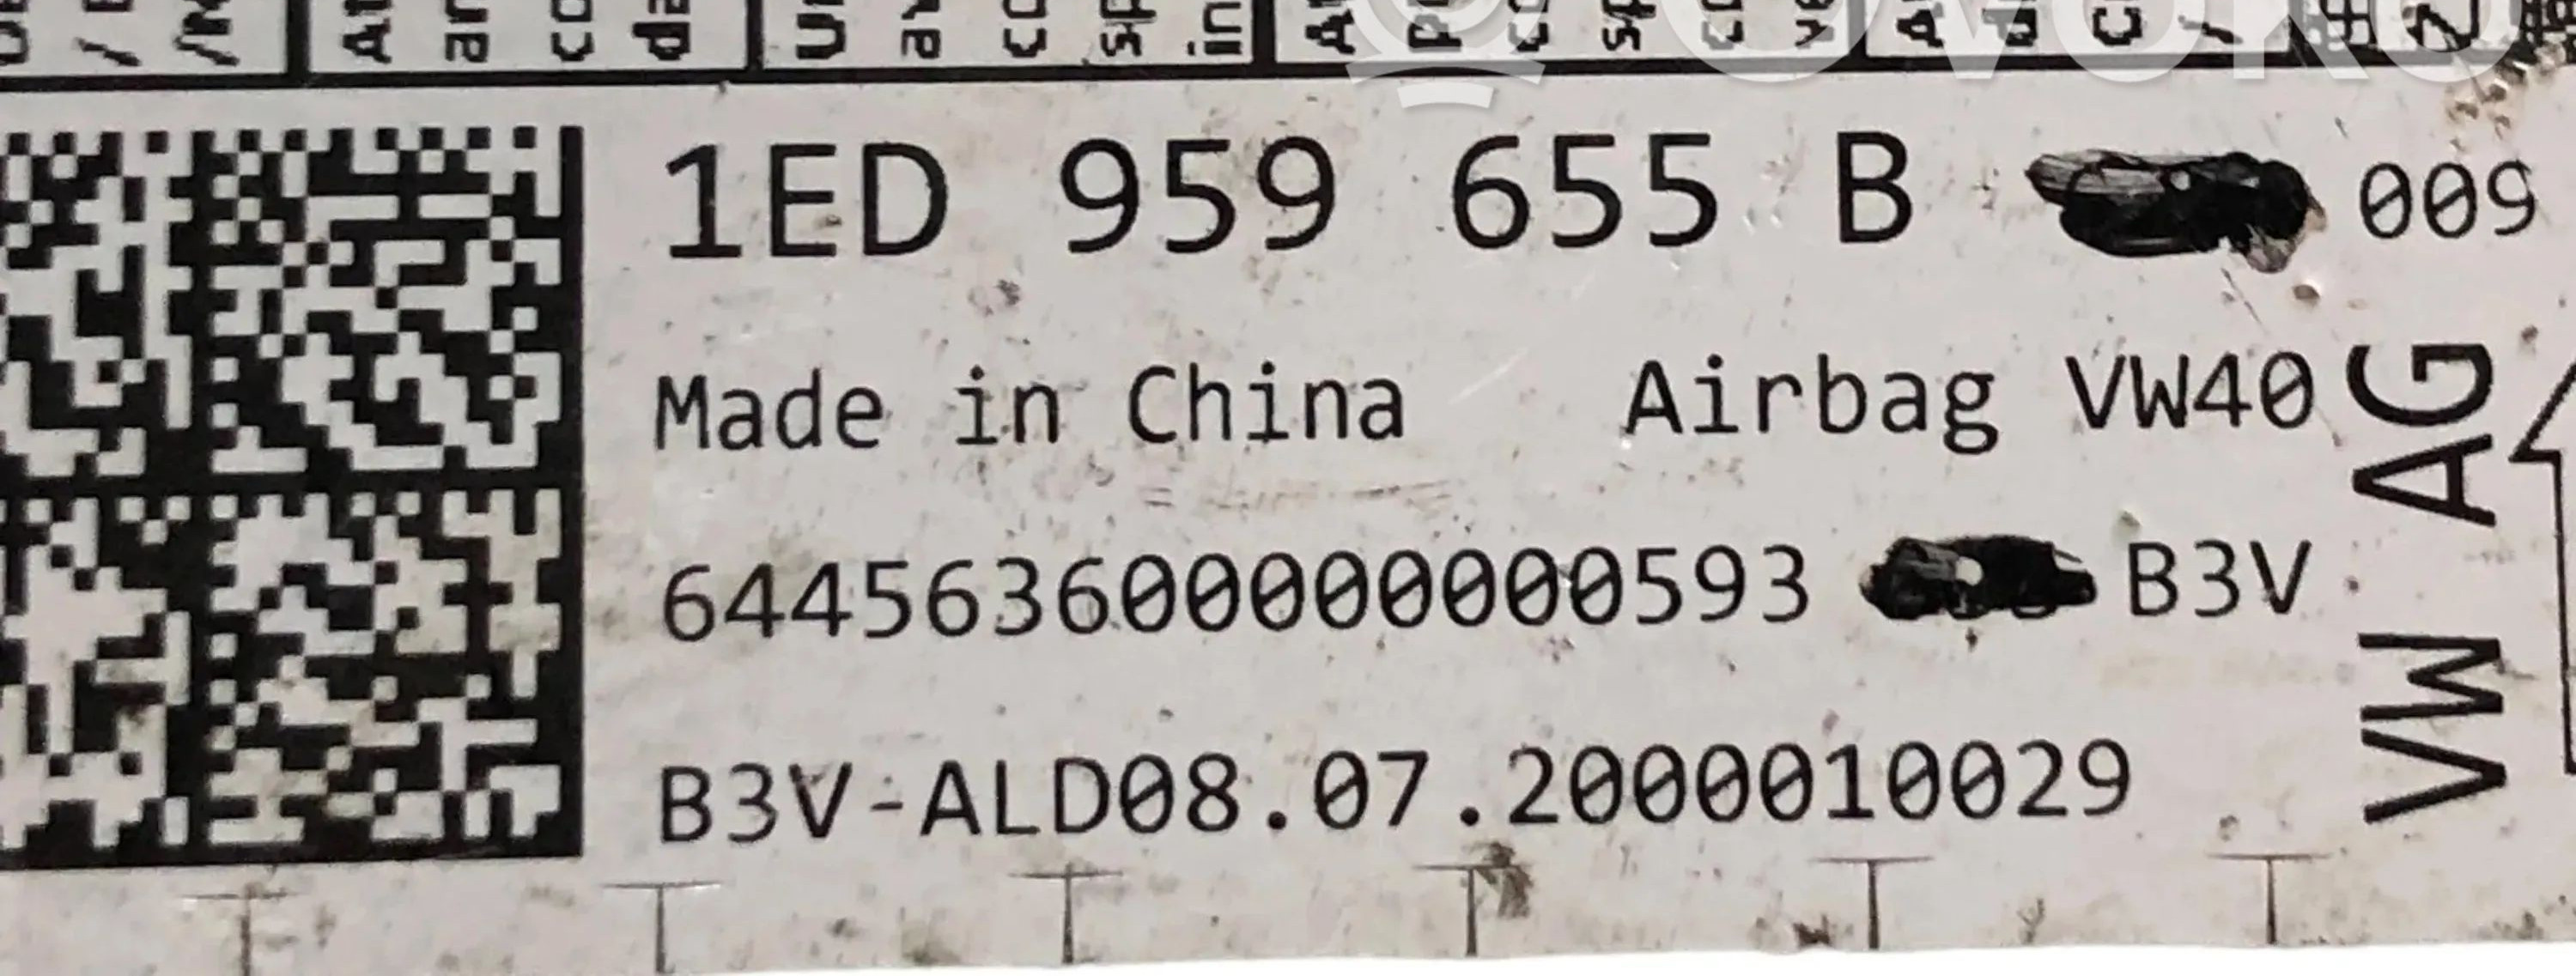 1ED 959 655 B 009
Made in China Airbag VW40
6445636000000000593 B3V
B3V-ALD08.07.2000010029
VW AG